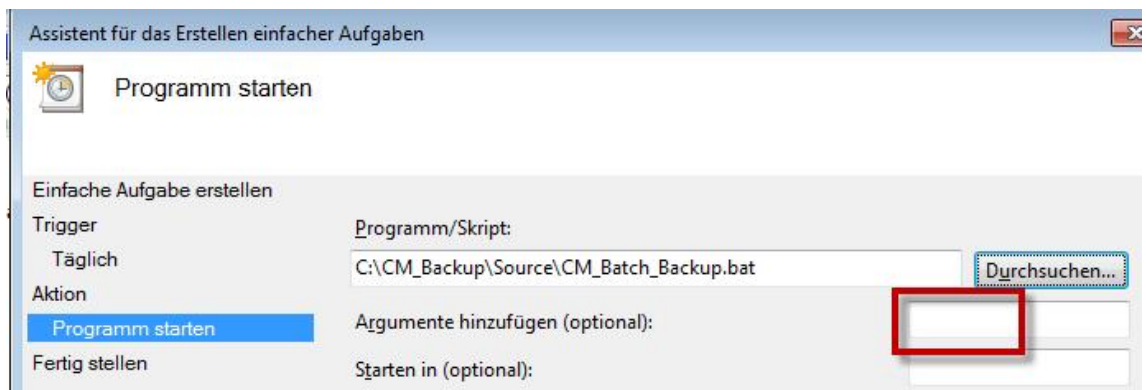 Assistent für das Erstellen einfacher Aufgaben
Programm starten
Einfache Aufgabe erstellen
Trigger
Programm/Skript:
Täglich
C:\CM_Backup\Source\CM_Batch_Backup.bat
Durchsuchen...
Aktion
Programm starten
Argumente hinzufügen (optional):
Fertig stellen
Starten in (optional):